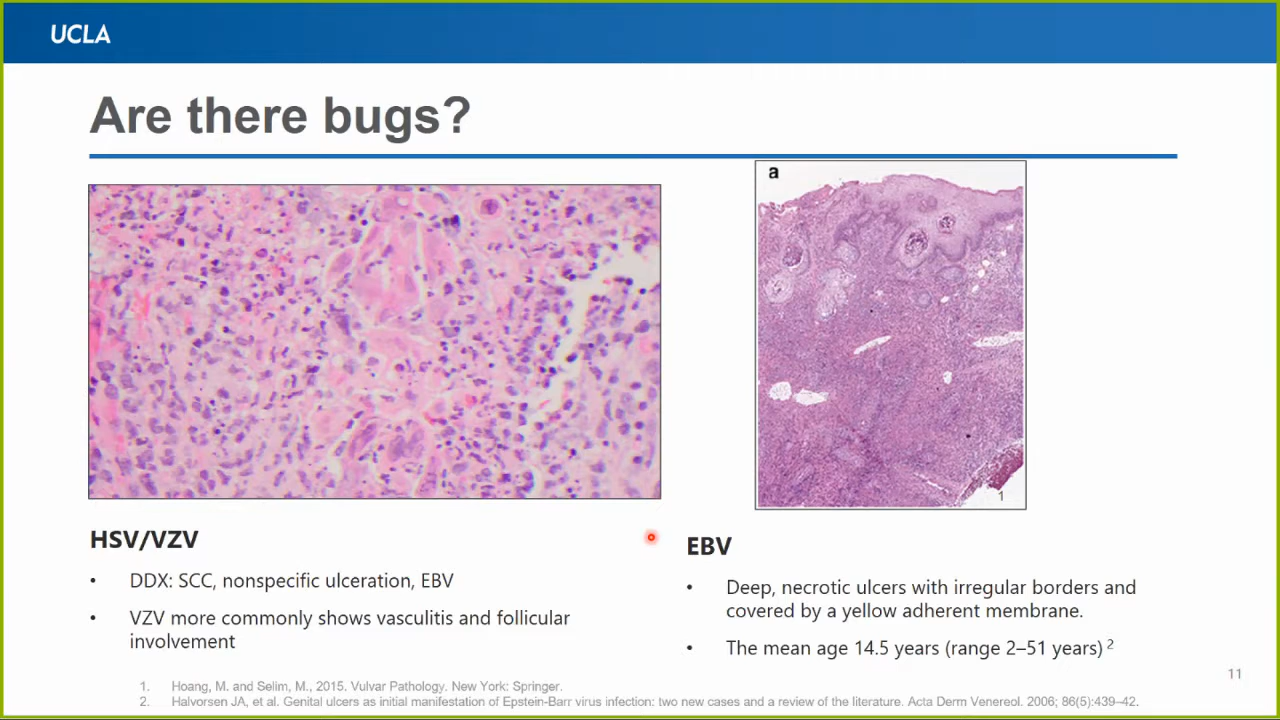 UCLA
Are there bugs?
a
1
HSV/VZV
• DDX: SCC, nonspecific ulceration, EBV
• VZV more commonly shows vasculitis and follicular
involvement
EBV
• Deep, necrotic ulcers with irregular borders and
covered by a yellow adherent membrane.
• The mean age 14.5 years (range 2–51 years) 2
1. Hoang, M. and Selim, M., 2015. Vulvar Pathology. New York: Springer.
2. Halvorsen JA, et al. Genital ulcers as initial manifestation of Epstein-Barr virus infection: two new cases and a review of the literature. Acta Derm Venereol. 2006; 86(5):439–42.
11